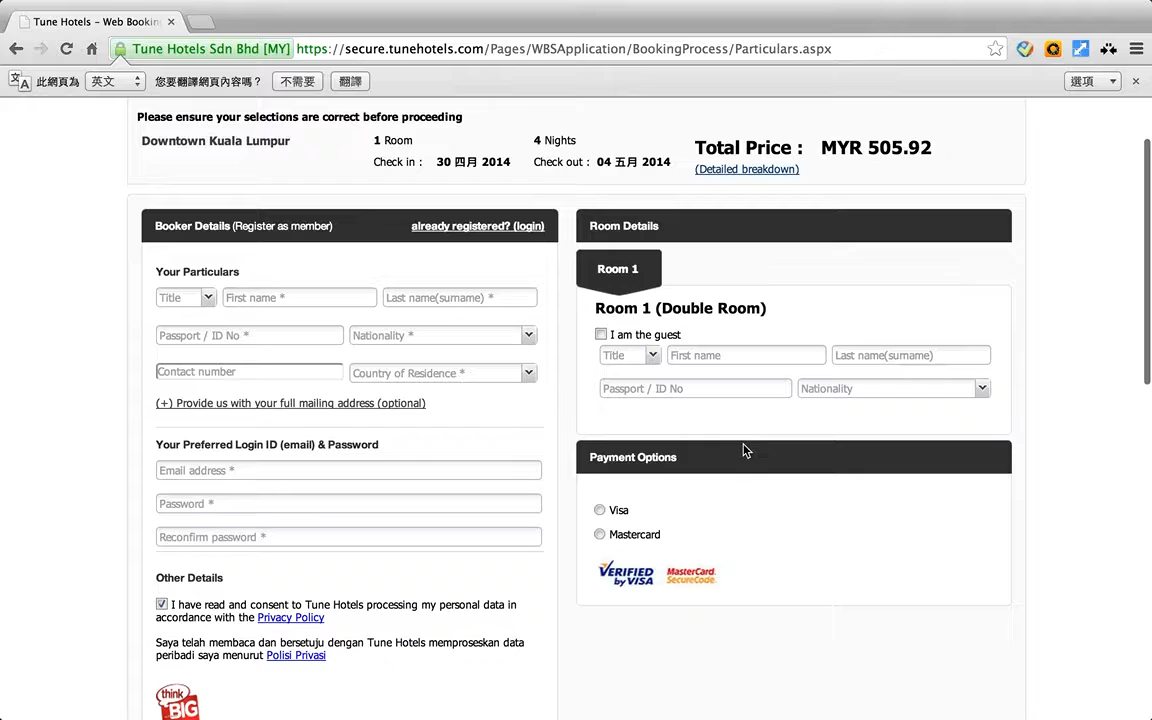 Tune Hotels – Web Bookin
Tune Hotels Sdn Bhd [MY] https://secure.tunehotels.com/Pages/WBSApplication/BookingProcess/Particulars.aspx
此網頁為 英文 您要翻譯網頁內容嗎？ 不需要 翻譯 選項
Please ensure your selections are correct before proceeding
Downtown Kuala Lumpur 1 Room 4 Nights Total Price : MYR 505.92
Check in : 30 四月 2014 Check out : 04 五月 2014 (Detailed breakdown)
Booker Details (Register as member) already registered? (login)
Your Particulars
Title First name * Last name(surname) *
Passport / ID No * Nationality *
Contact number Country of Residence *
(+) Provide us with your full mailing address (optional)
Your Preferred Login ID (email) & Password
Email address *
Password *
Reconfirm password *
Other Details
I have read and consent to Tune Hotels processing my personal data in
accordance with the Privacy Policy
Saya telah membaca dan bersetuju dengan Tune Hotels memproseskan data
peribadi saya menurut Polisi Privasi
think
BIG
Room Details
Room 1
Room 1 (Double Room)
I am the guest
Title First name Last name(surname)
Passport / ID No Nationality
Payment Options
Visa
Mastercard
VERIFIED by VISA MasterCard. SecureCode.